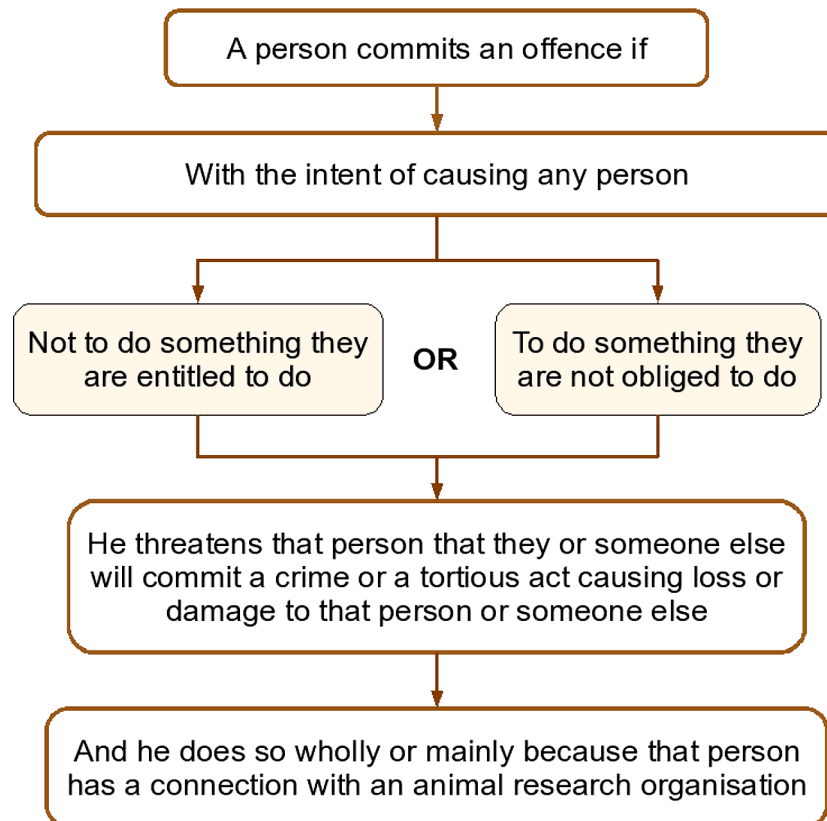 A person commits an offence if
With the intent of causing any person
Not to do something they
are entitled to do
OR
To do something they
are not obliged to do
He threatens that person that they or someone else
will commit a crime or a tortious act causing loss or
damage to that person or someone else
And he does so wholly or mainly because that person
has a connection with an animal research organisation